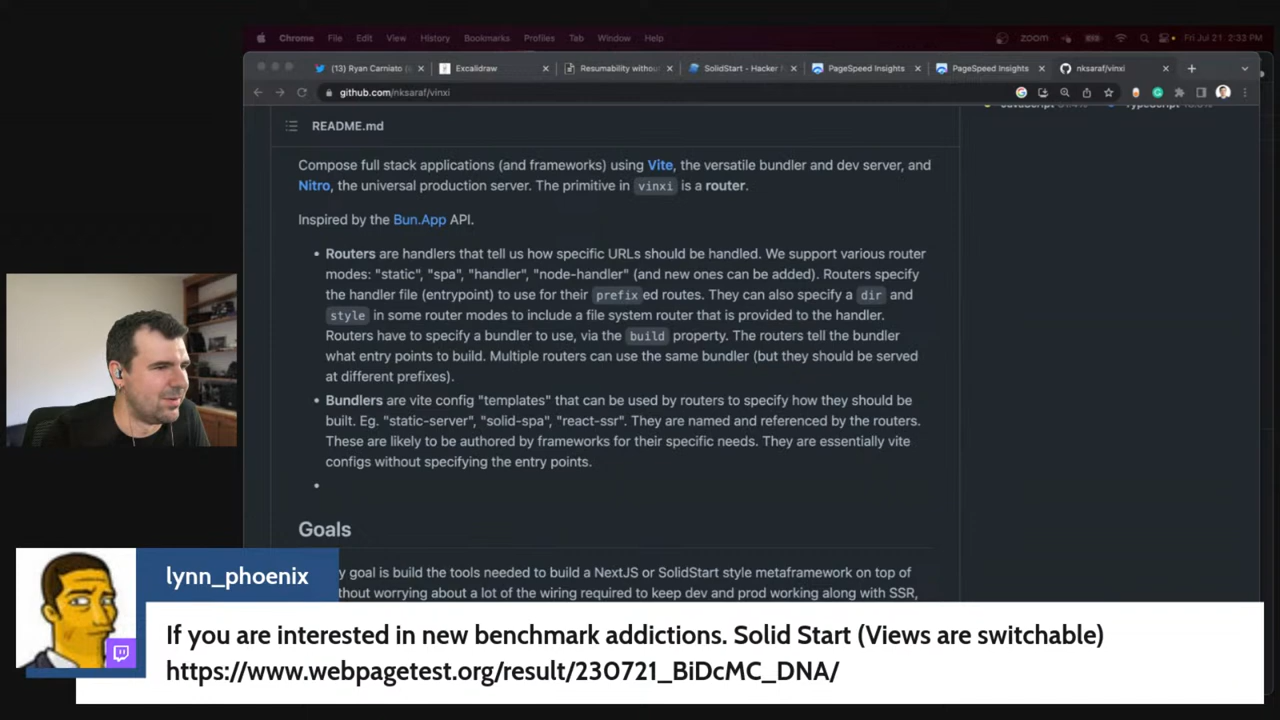 Chrome File Edit View History Bookmarks Profiles Tab Window Help zoom Fri Jul 21 2:33 PM
(13) Ryan Carniato Excalidraw Resumability withou SolidStart - Hacker N PageSpeed Insights PageSpeed Insights nksaraf/vinxi
github.com/nksaraf/vinxi
README.md
Compose full stack applications (and frameworks) using Vite, the versatile bundler and dev server, and
Nitro, the universal production server. The primitive in vinxi is a router.
Inspired by the Bun.App API.
• Routers are handlers that tell us how specific URLs should be handled. We support various router
modes: "static", "spa", "handler", "node-handler" (and new ones can be added). Routers specify
the handler file (entrypoint) to use for their prefixed routes. They can also specify a dir and
style in some router modes to include a file system router that is provided to the handler.
Routers have to specify a bundler to use, via the build property. The routers tell the bundler
what entry points to build. Multiple routers can use the same bundler (but they should be served
at different prefixes).
• Bundlers are vite config "templates" that can be used by routers to specify how they should be
built. Eg. "static-server", "solid-spa", "react-ssr". They are named and referenced by the routers.
These are likely to be authored by frameworks for their specific needs. They are essentially vite
configs without specifying the entry points.
•
Goals
goal is build the tools needed to build a NextJS or SolidStart style metaframework on top of
worrying about a lot of the wiring required to keep dev and prod working along with SSR,
lynn_phoenix
If you are interested in new benchmark addictions. Solid Start (Views are switchable)
https://www.webpagetest.org/result/230721_BiDcMC_DNA/